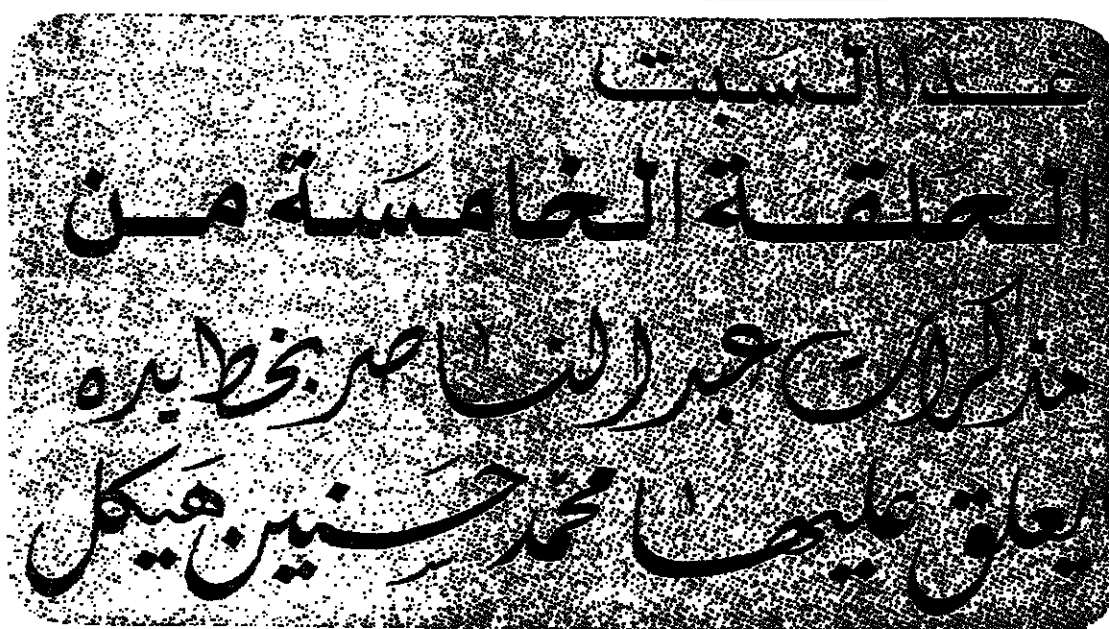 غدا السبت
الحلقة الخامسة من
مذكرات عبد الناصر بخط يده
يعلق عليها محمد حسنين هيكل